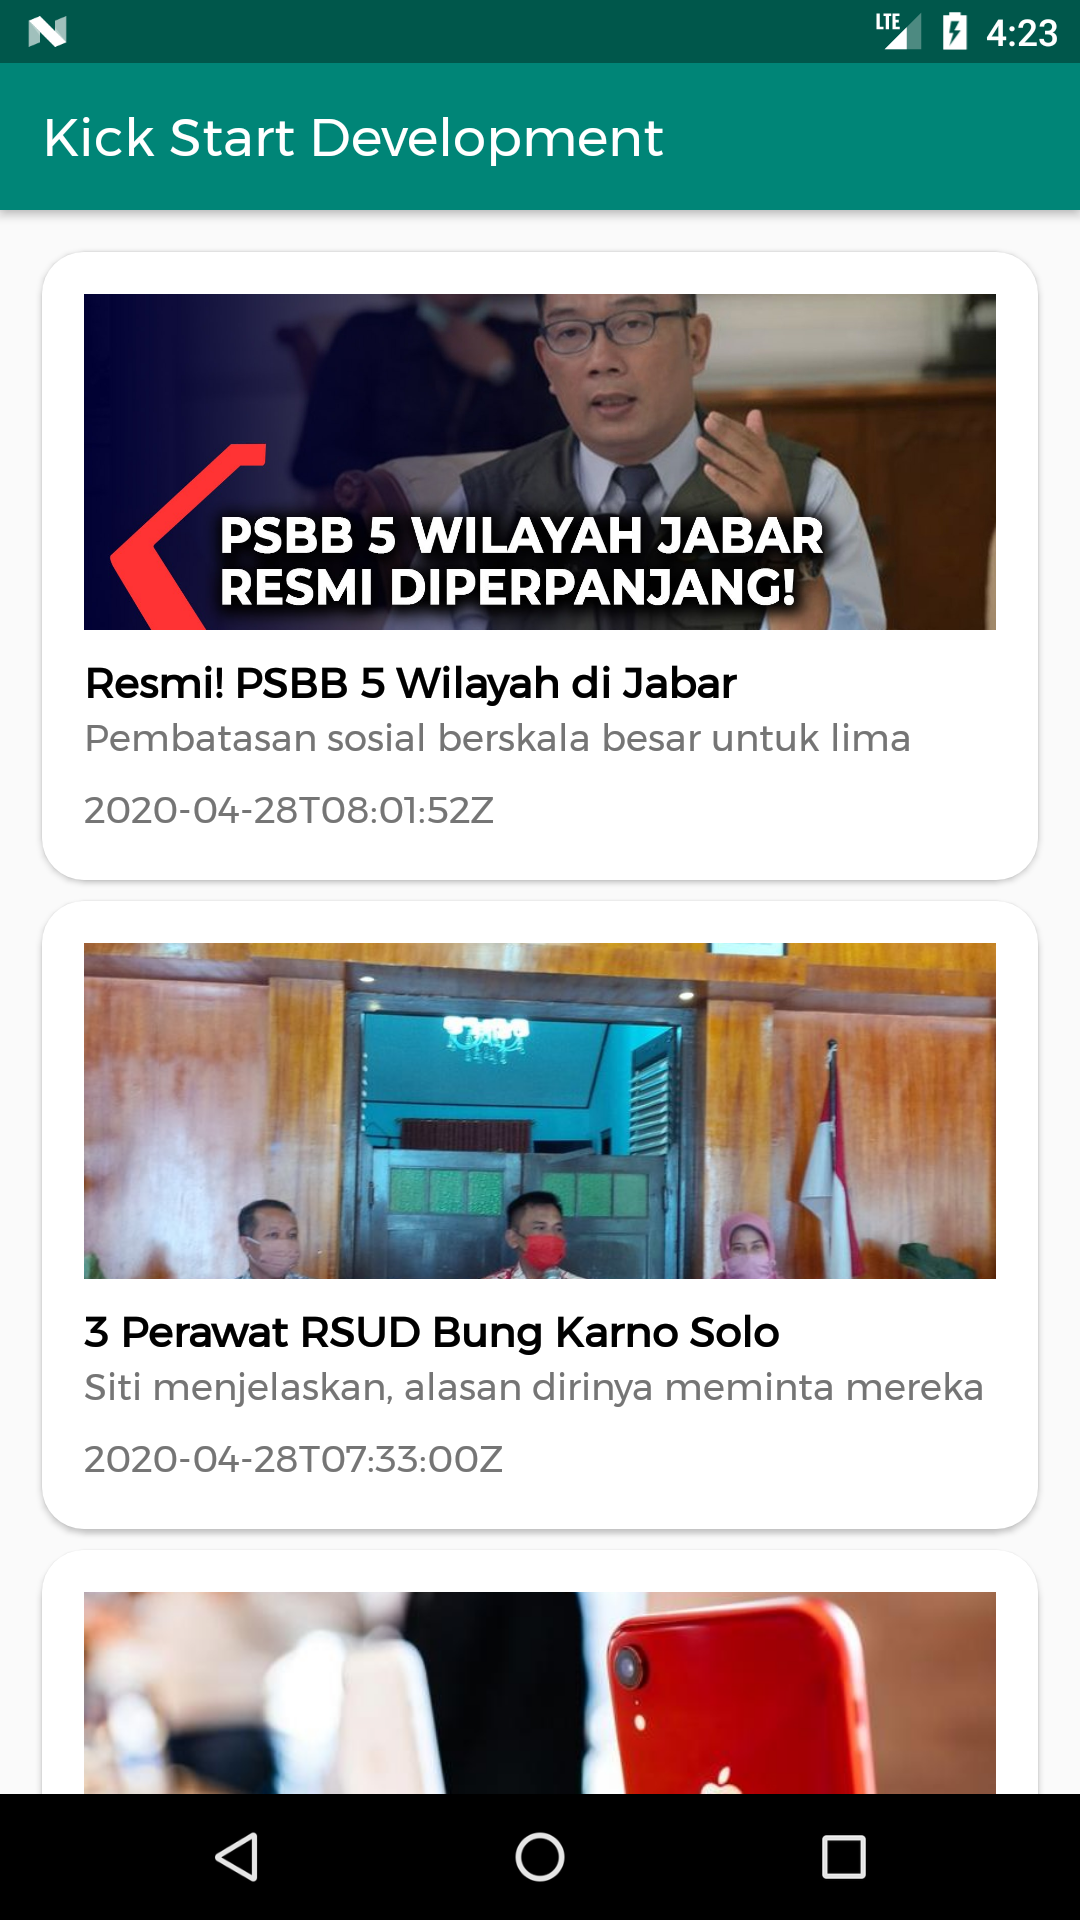 LTE 4:23
Kick Start Development
PSBB 5 WILAYAH JABAR
RESMI DIPERPANJANG!
Resmi! PSBB 5 Wilayah di Jabar
Pembatasan sosial berskala besar untuk lima
2020-04-28T08:01:52Z
3 Perawat RSUD Bung Karno Solo
Siti menjelaskan, alasan dirinya meminta mereka
2020-04-28T07:33:00Z